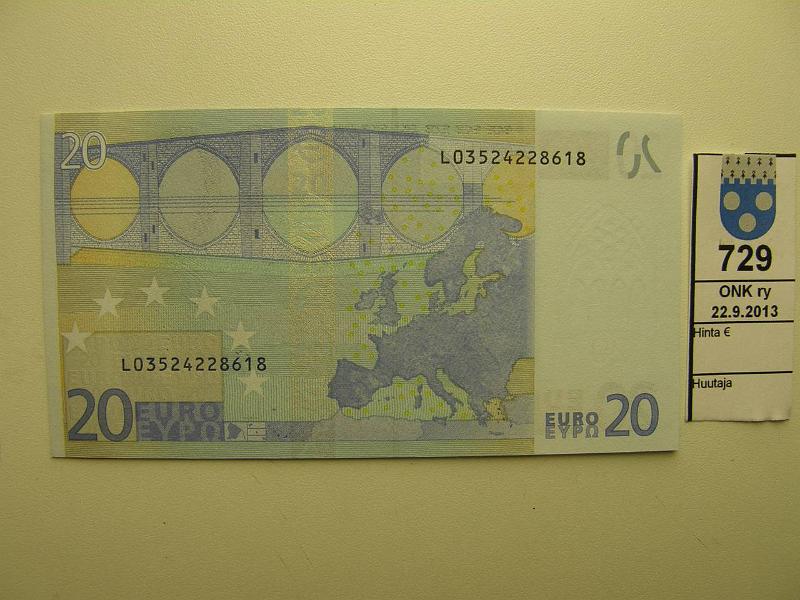 20
L03524228618
L03524228618
20 EURO
ΕΥΡΩ
EURO 20
ΕΥΡΩ
729
ONK ry
22.9.2013
Hinta €
Huutaja